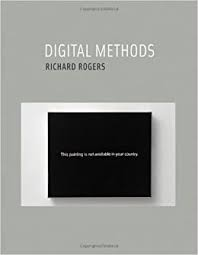 DIGITAL METHODS
RICHARD ROGERS
This painting is not available in your country.